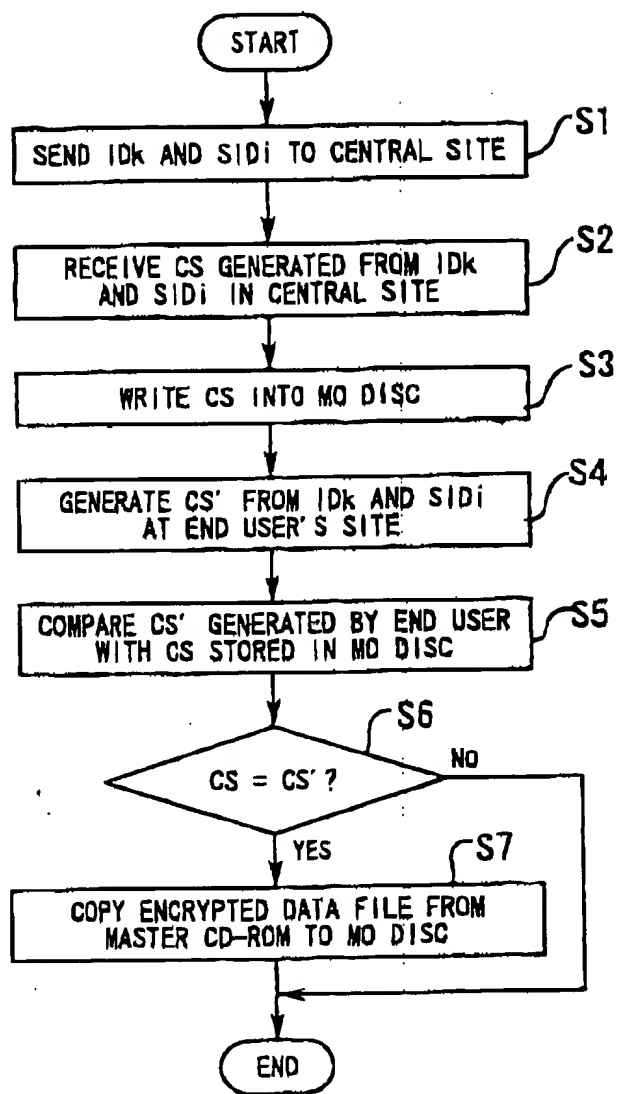 START
S1
SEND IDk AND SIDi TO CENTRAL SITE
S2
RECEIVE CS GENERATED FROM IDk
AND SIDi IN CENTRAL SITE
S3
WRITE CS INTO MO DISC
S4
GENERATE CS' FROM IDk AND SIDi
AT END USER'S SITE
S5
COMPARE CS' GENERATED BY END USER
WITH CS STORED IN MO DISC
S6
CS = CS' ?
NO
YES
S7
COPY ENCRYPTED DATA FILE FROM
MASTER CD-ROM TO MO DISC
END